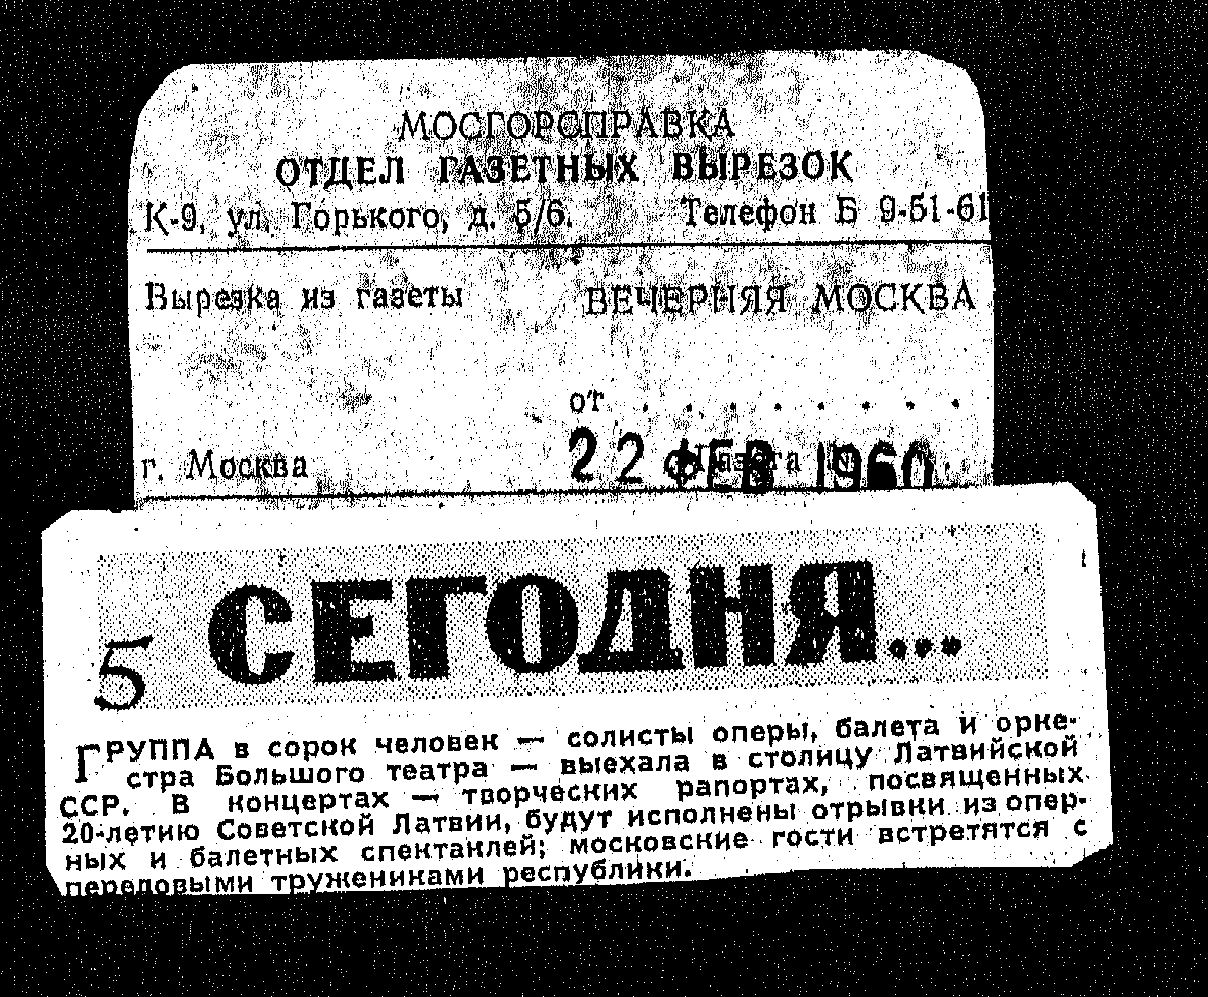 МОСГОРСПРАВКА
ОТДЕЛ ГАЗЕТНЫХ ВЫРЕЗОК
К-9, ул. Горького, д. 5/6. Телефон Б 9-51-61
Вырезка из газеты ВЕЧЕРНЯЯ МОСКВА
от . . . . . . . .
22 ФЕВ 1960
г. Москва Газета №
5 СЕГОДНЯ...
ГРУППА в сорок человек — солисты оперы, балета и орке-
стра Большого театра — выехала в столицу Латвийской
ССР. В концертах — творческих рапортах, посвященных
20-летию Советской Латвии, будут исполнены отрывки из опер-
ных и балетных спектаклей; московские гости встретятся с
передовыми тружениками республики.